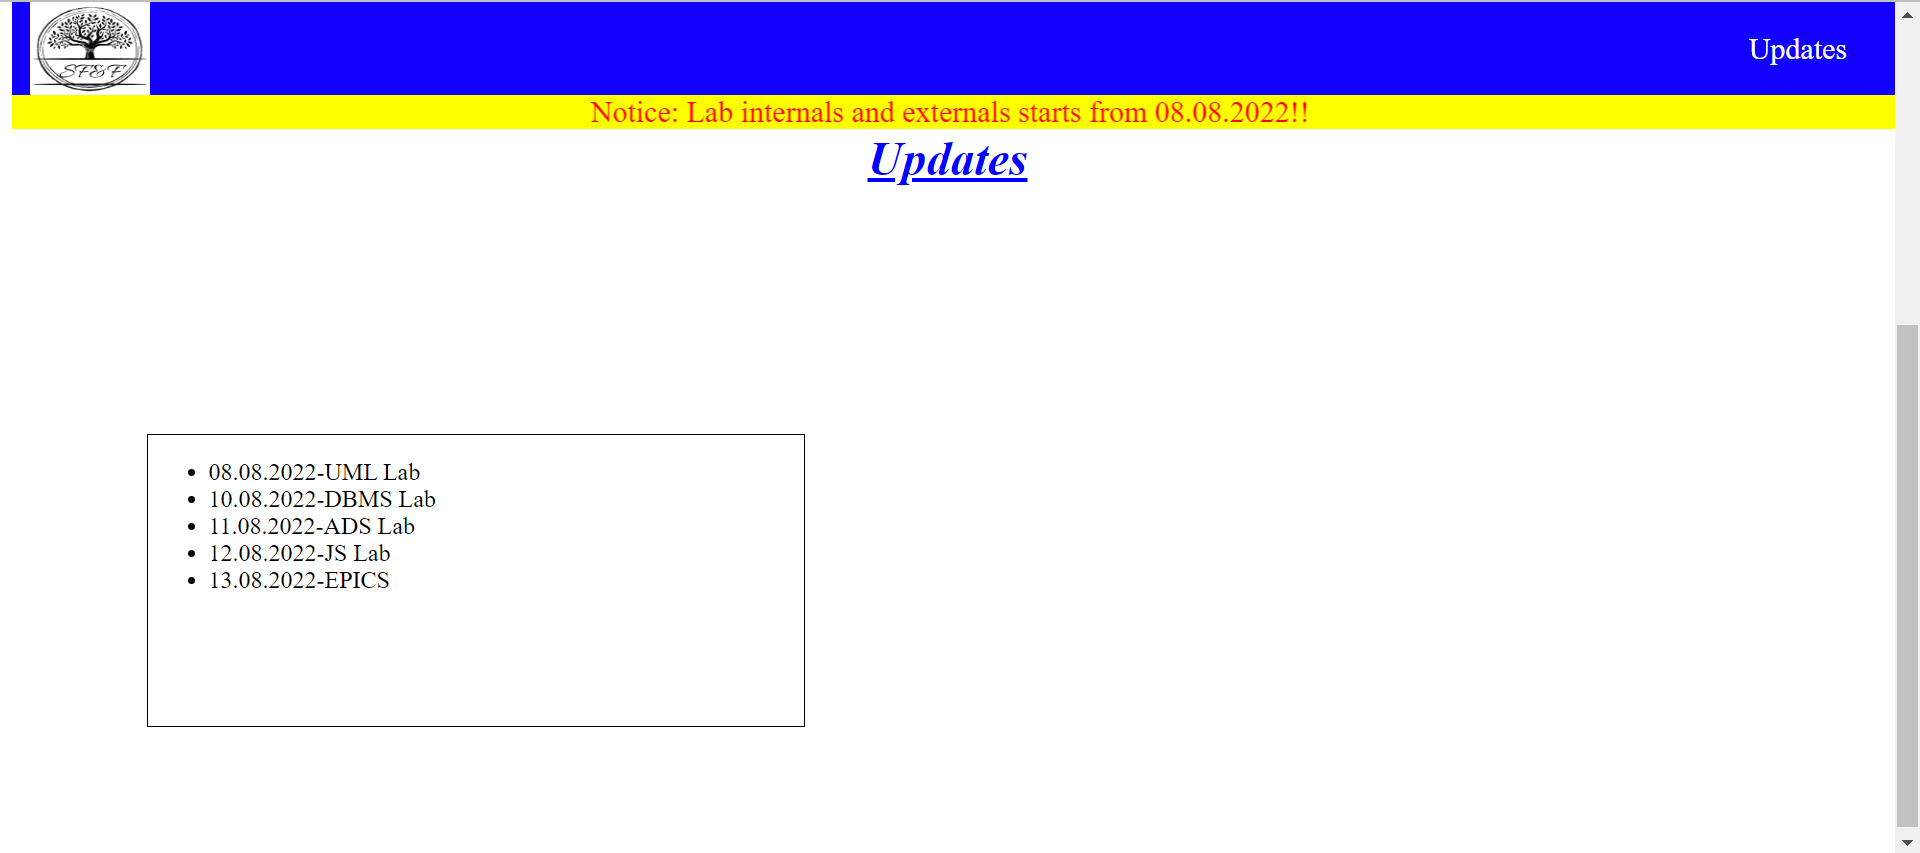 SF&F
Updates
Notice: Lab internals and externals starts from 08.08.2022!!
Updates
08.08.2022-UML Lab
10.08.2022-DBMS Lab
11.08.2022-ADS Lab
12.08.2022-JS Lab
13.08.2022-EPICS